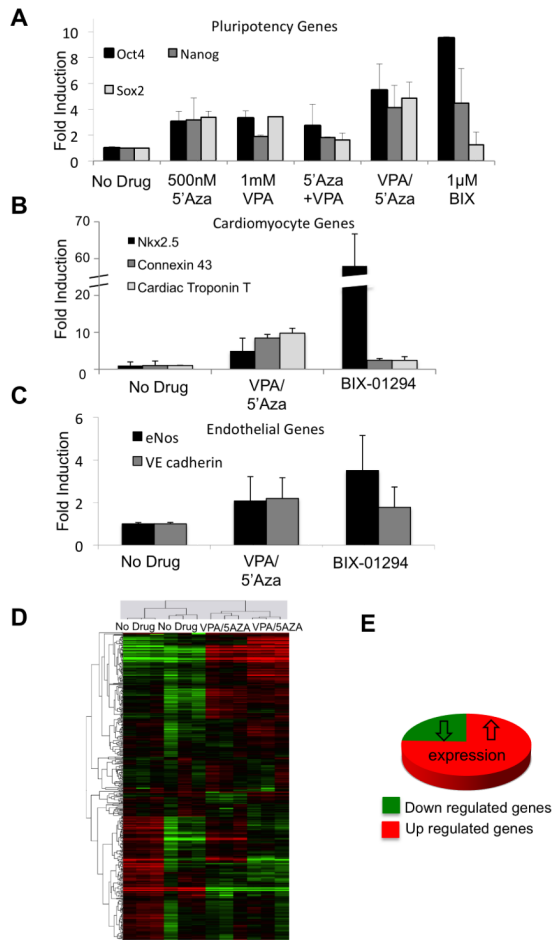 A
Pluripotency Genes
Oct4
Nanog
Sox2
Fold Induction
10
8
6
4
2
0
No Drug
500nM
5'Aza
1mM
VPA
5'Aza
+VPA
VPA/
5'Aza
1µM
BIX
B
Cardiomyocyte Genes
Nkx2.5
Connexin 43
Cardiac Troponin T
Fold Induction
70
60
20
10
0
No Drug
VPA/
5'Aza
BIX-01294
C
Endothelial Genes
eNos
VE cadherin
Fold Induction
6
4
2
0
No Drug
VPA/
5'Aza
BIX-01294
D
No Drug No Drug VPA/5AZA VPA/5AZA
E
expression
Down regulated genes
Up regulated genes